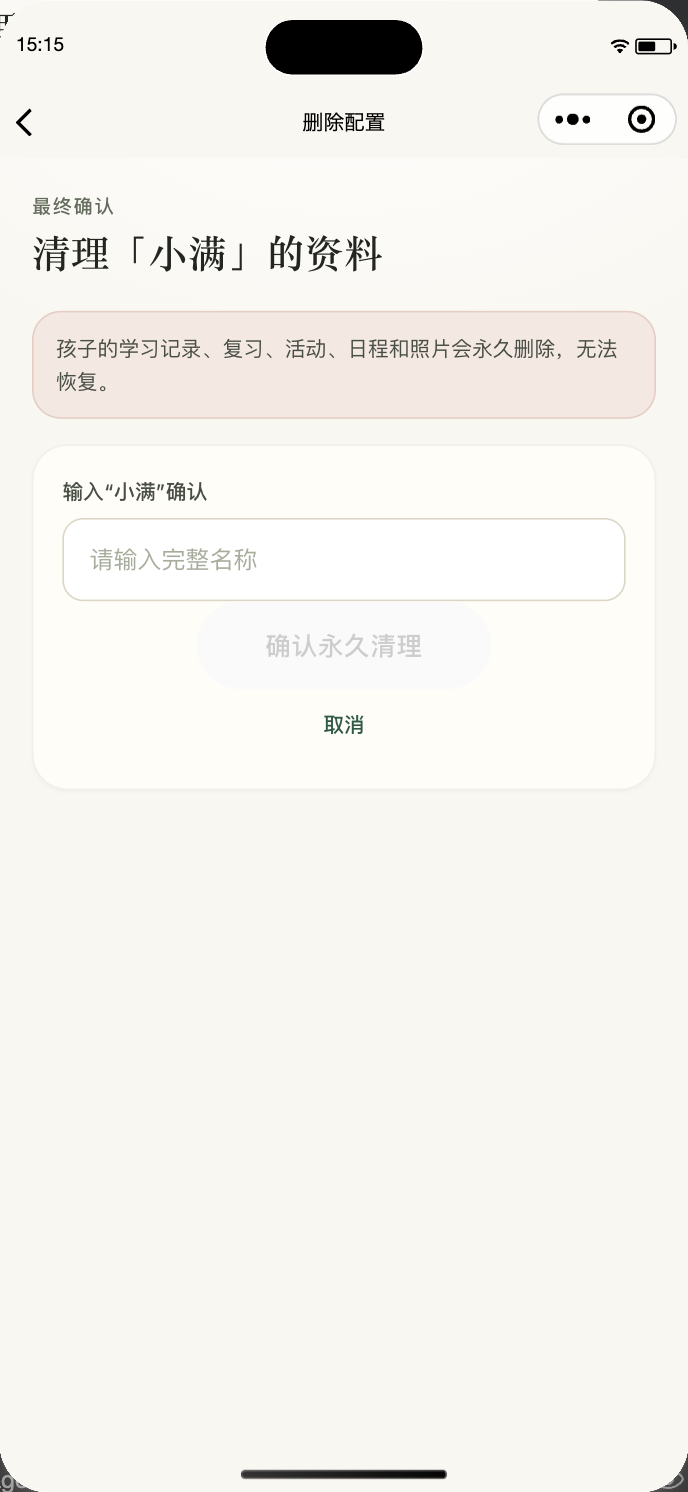 15:15
删除配置
最终确认
清理「小满」的资料
孩子的学习记录、复习、活动、日程和照片会永久删除，无法
恢复。
输入“小满”确认
请输入完整名称
确认永久清理
取消